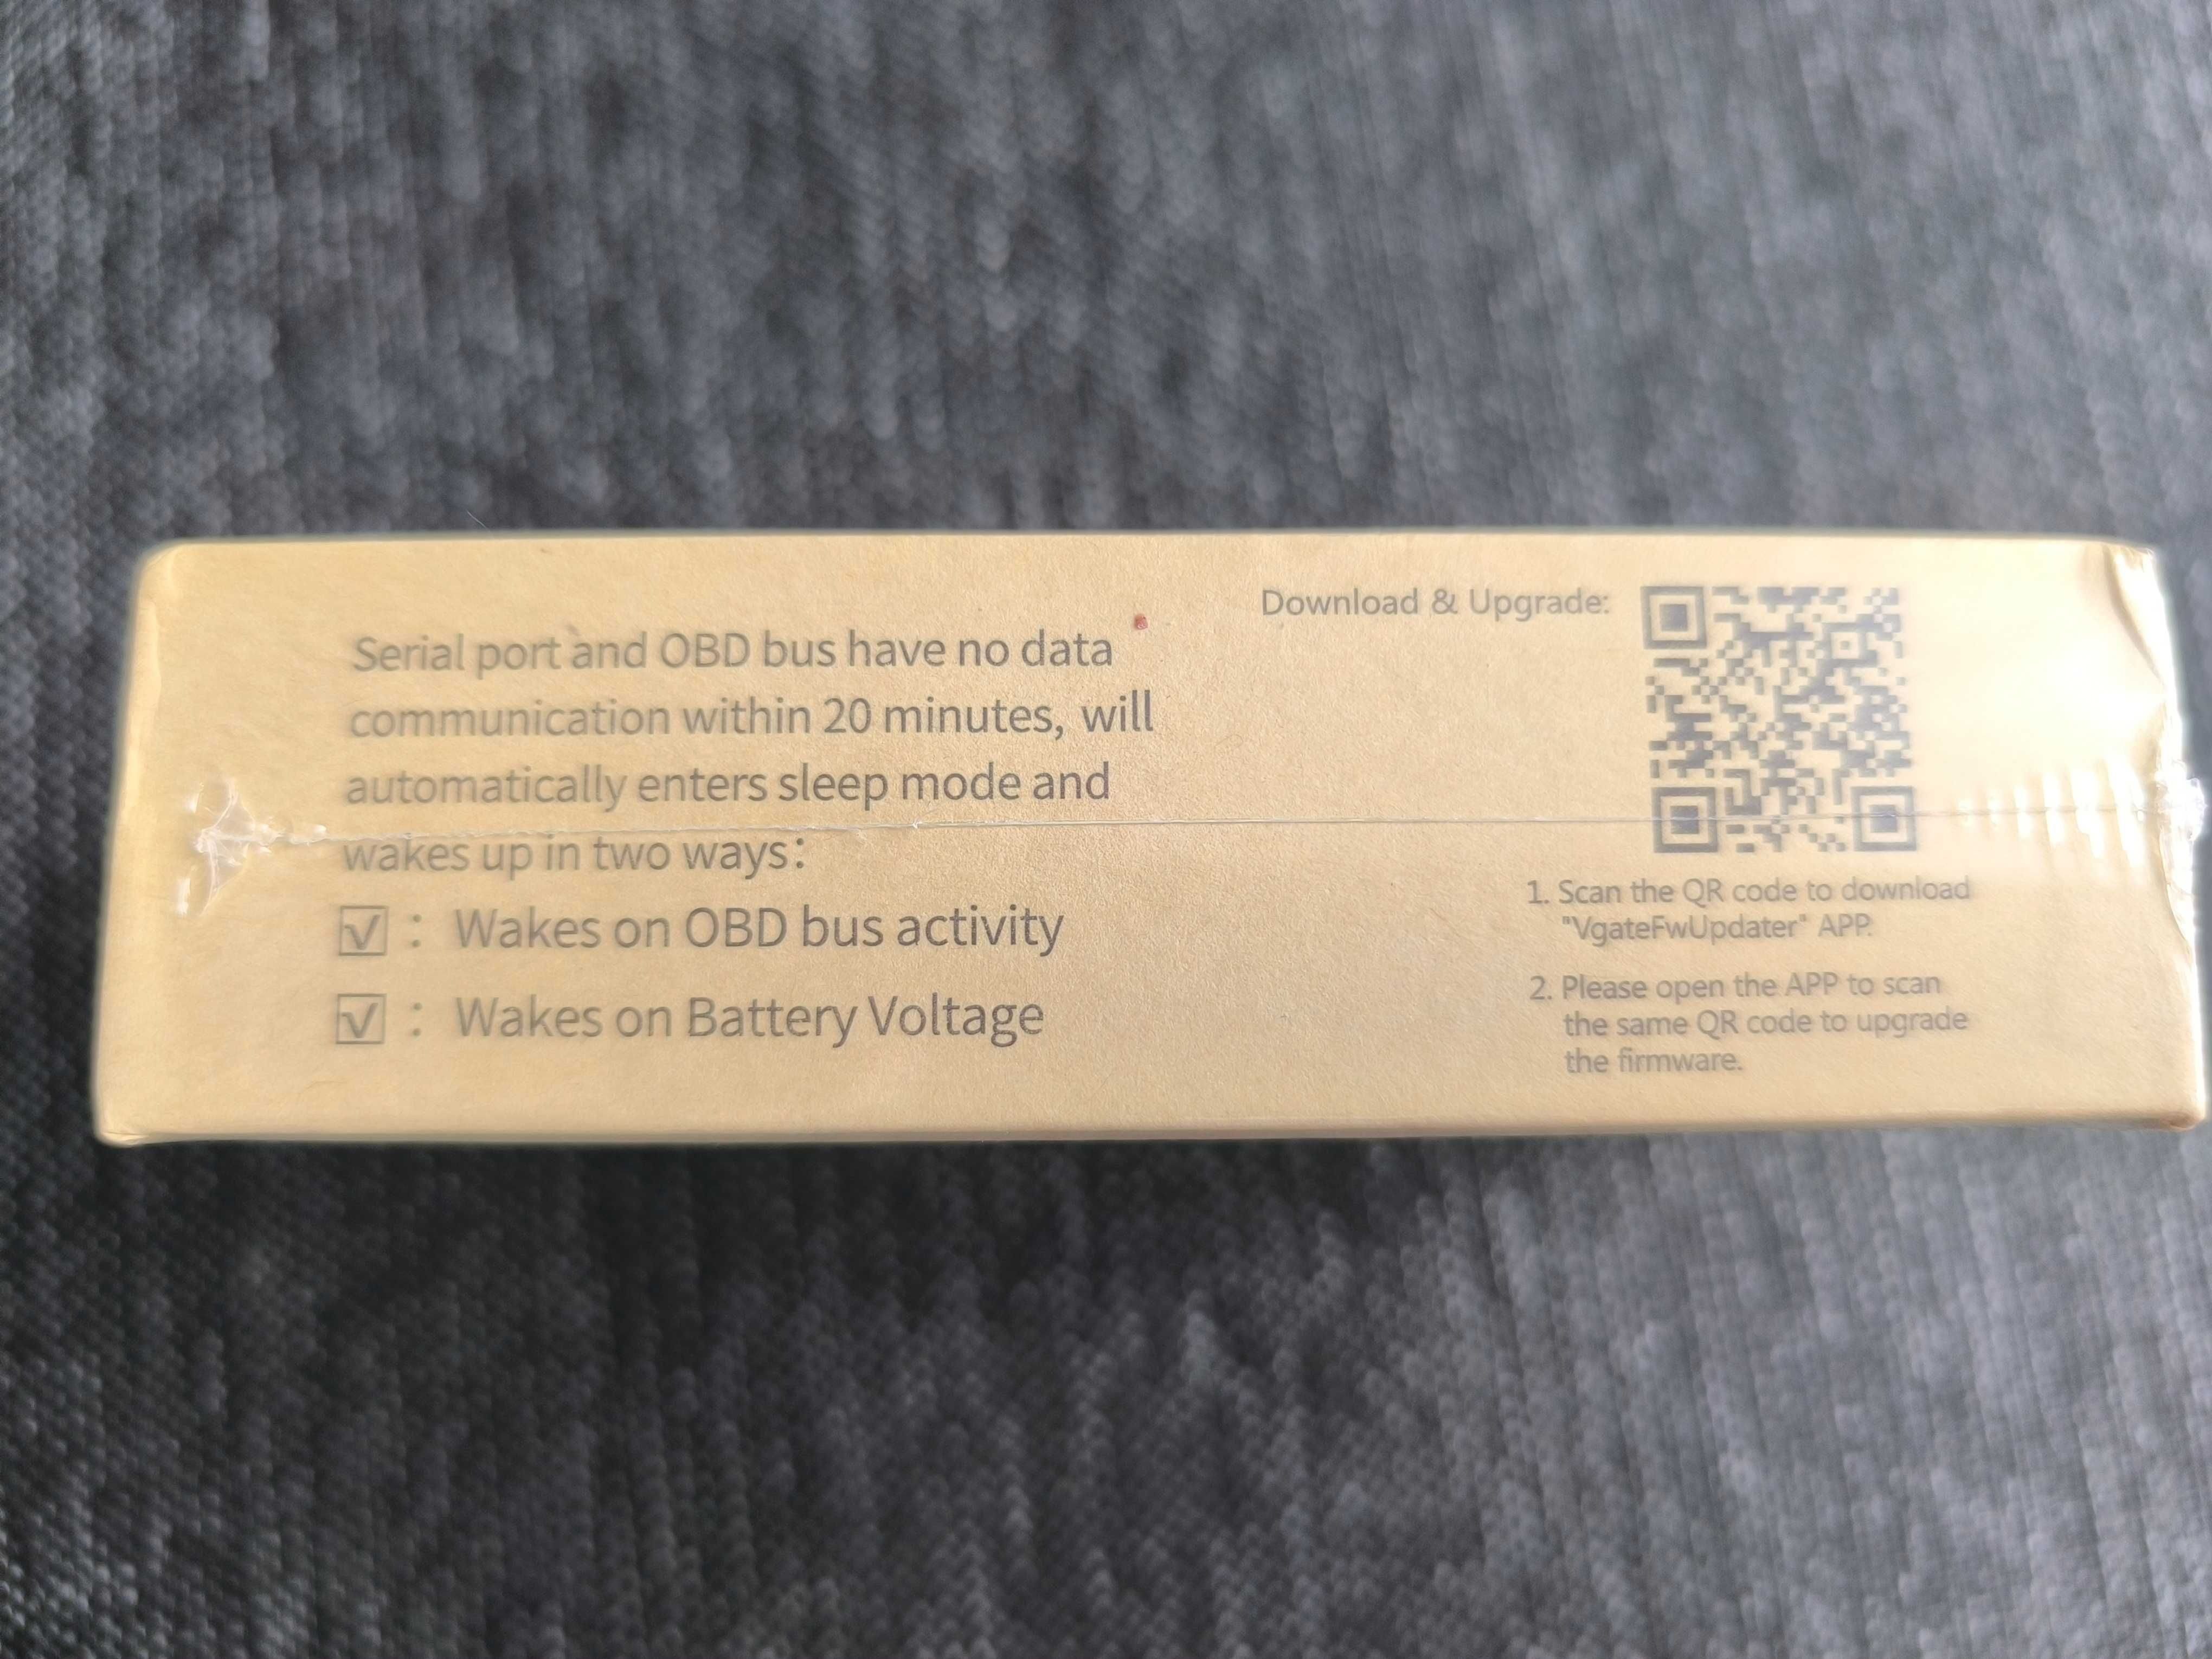 Serial port and OBD bus have no data
communication within 20 minutes, will
automatically enters sleep mode and
wakes up in two ways:
☑ : Wakes on OBD bus activity
☑ : Wakes on Battery Voltage
Download & Upgrade:
1. Scan the QR code to download
"VgateFwUpdater" APP.
2. Please open the APP to scan
the same QR code to upgrade
the firmware.